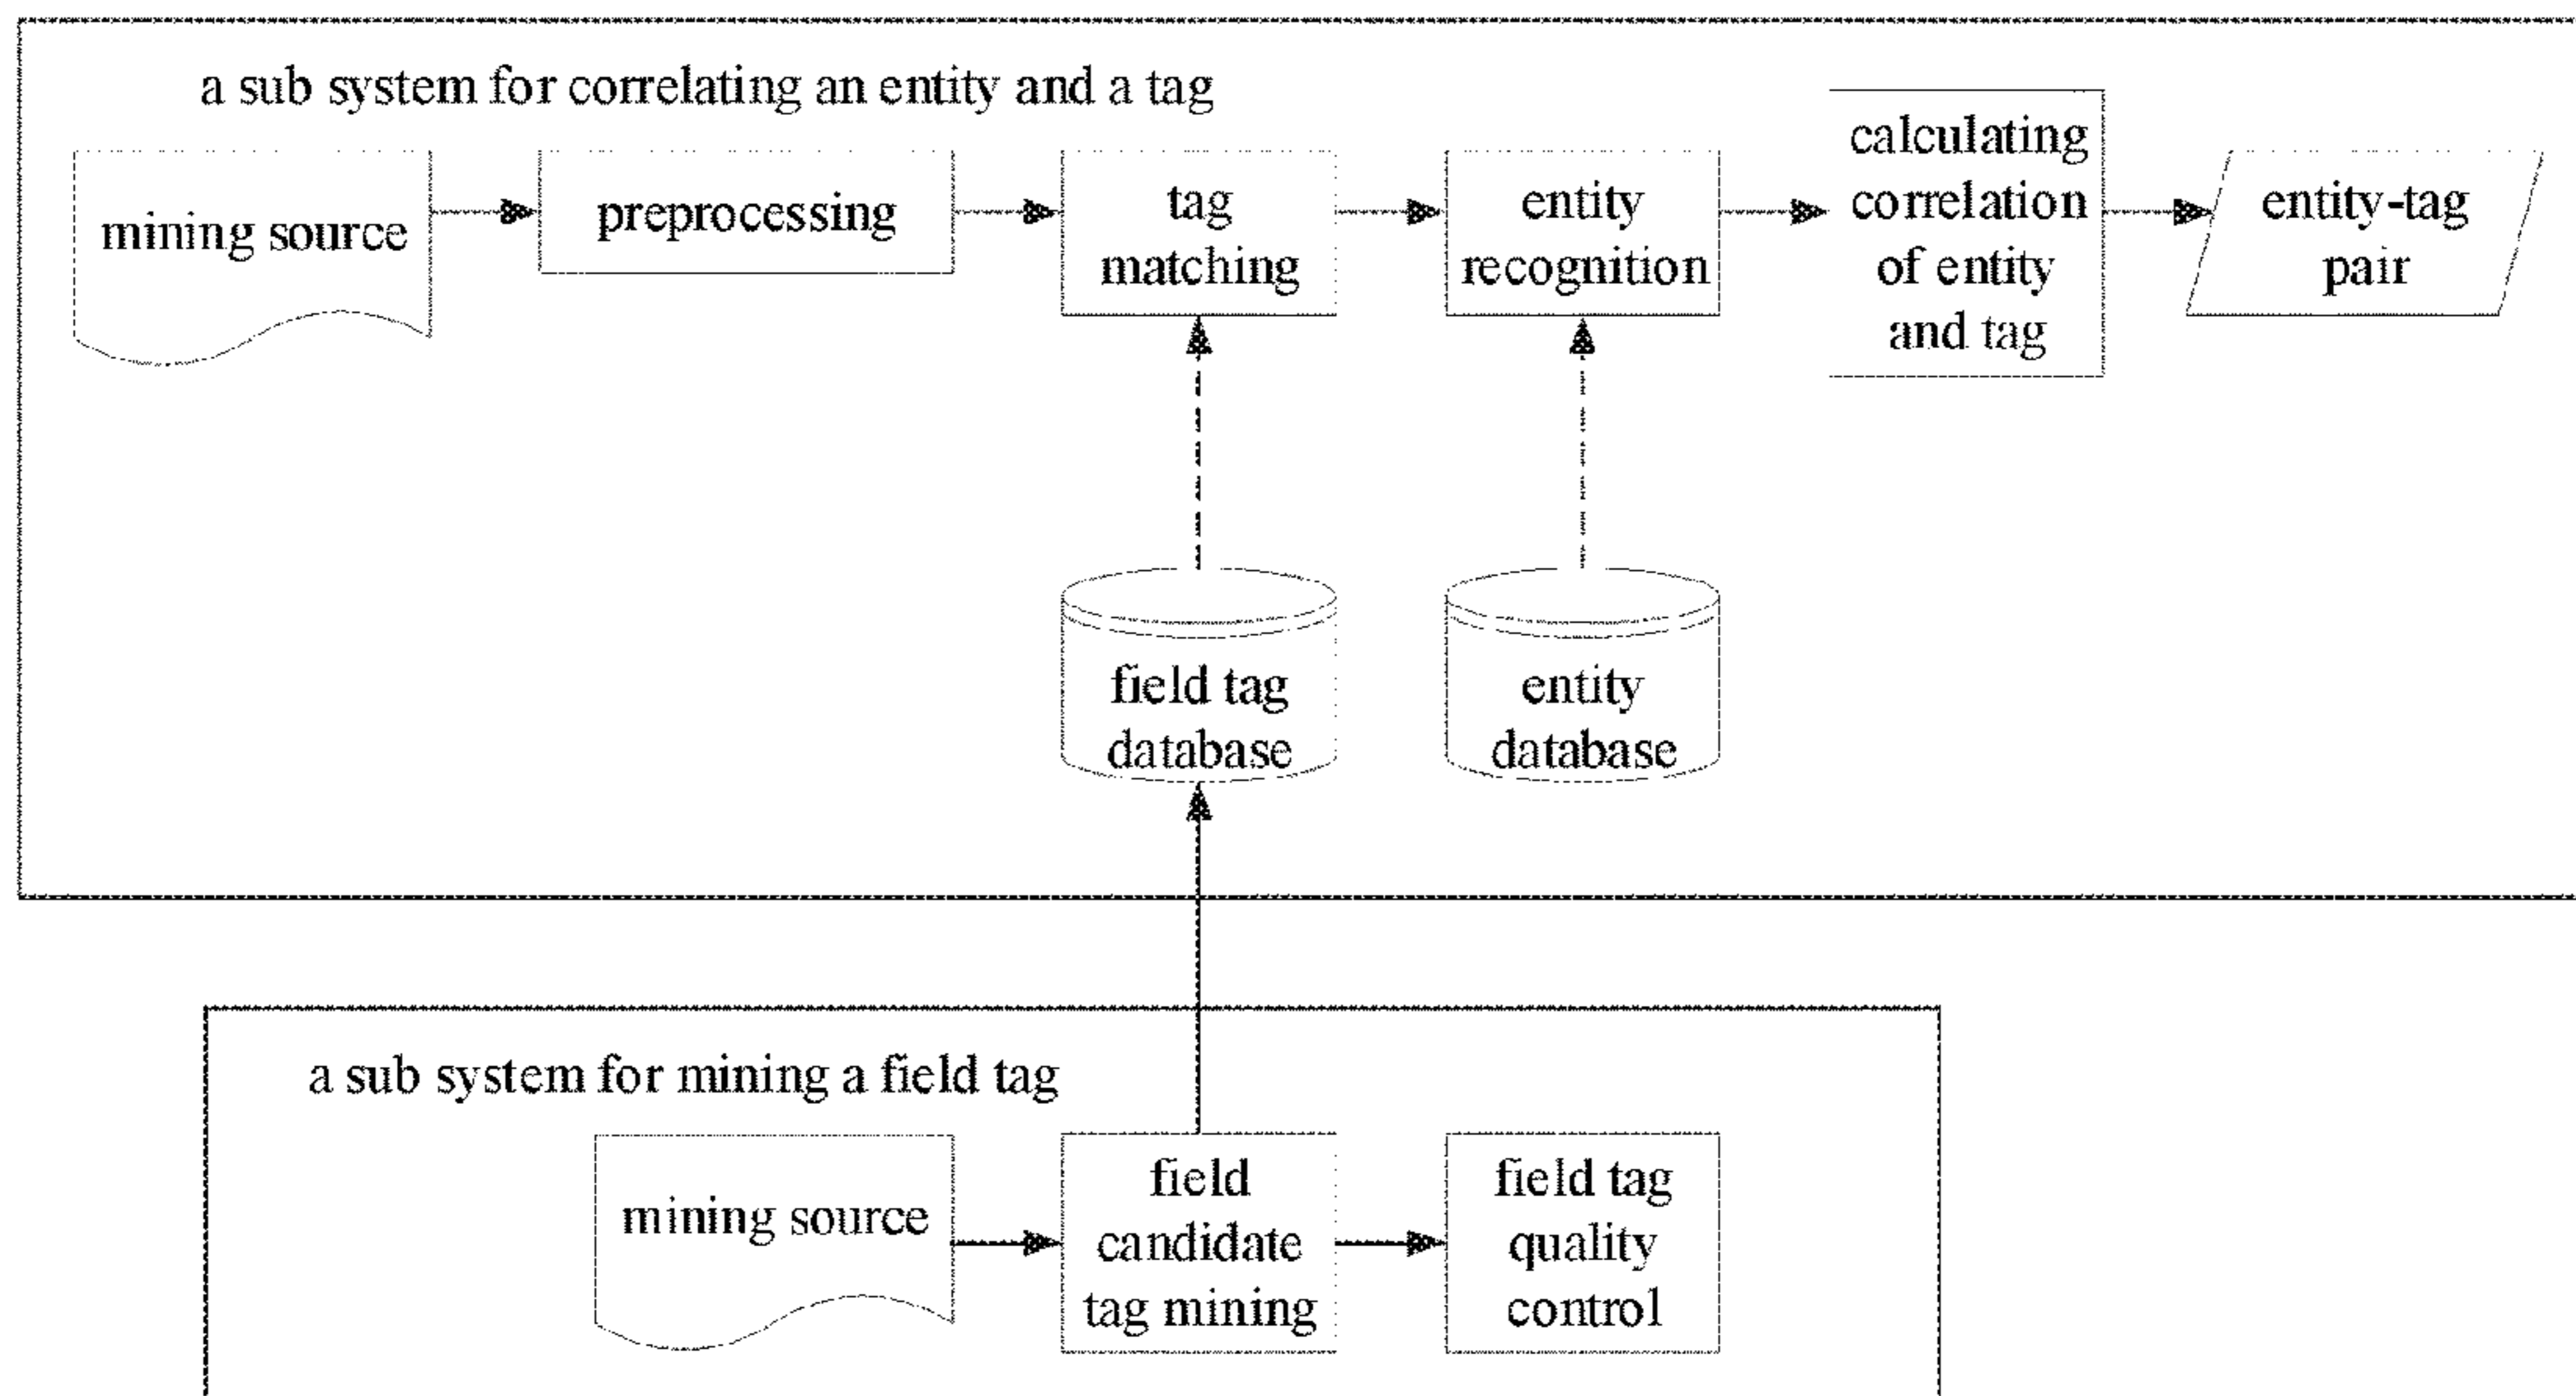 a sub system for correlating an entity and a tag
mining source
preprocessing
tag
matching
entity
recognition
calculating
correlation
of entity
and tag
entity-tag
pair
field tag
database
entity
database
a sub system for mining a field tag
mining source
field
candidate
tag mining
field tag
quality
control